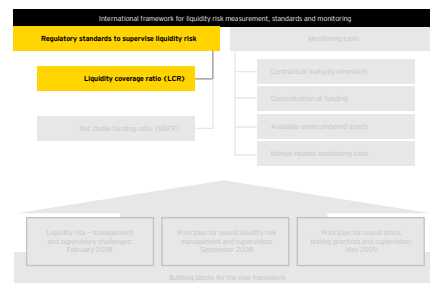 International framework for liquidity risk measurement, standards and monitoring
Regulatory standards to supervise liquidity risk
Monitoring tools
Liquidity coverage ratio (LCR)
Net stable funding ratio (NSFR)
Contractual maturity mismatch
Concentration of funding
Available unencumbered assets
Market-related monitoring tools
Liquidity risk – management
and supervisory challenges:
February 2008
Principles for sound liquidity risk
management and supervision:
September 2008
Principles for sound stress
testing practices and supervision:
May 2009
Building blocks for the new framework